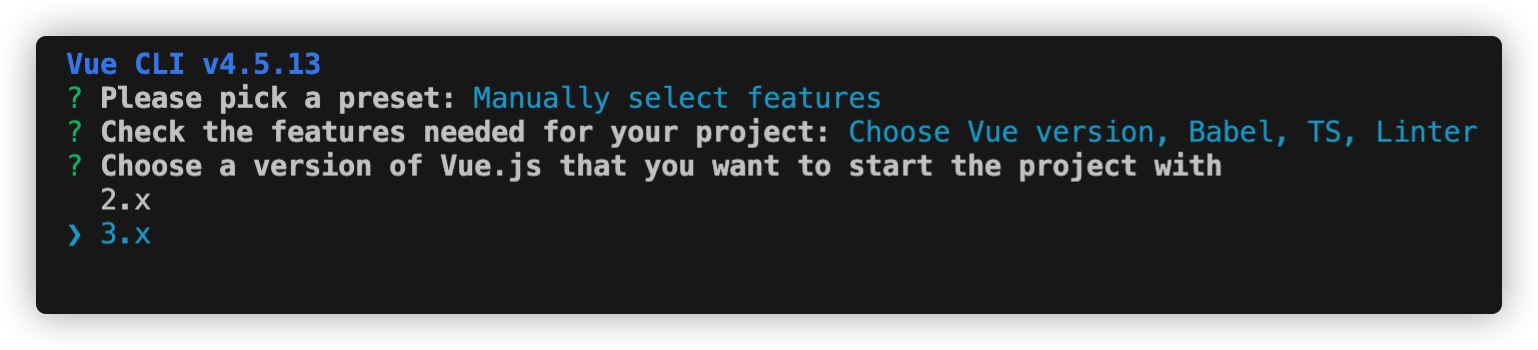 Vue CLI v4.5.13
? Please pick a preset: Manually select features
? Check the features needed for your project: Choose Vue version, Babel, TS, Linter
? Choose a version of Vue.js that you want to start the project with
2.x
❯ 3.x